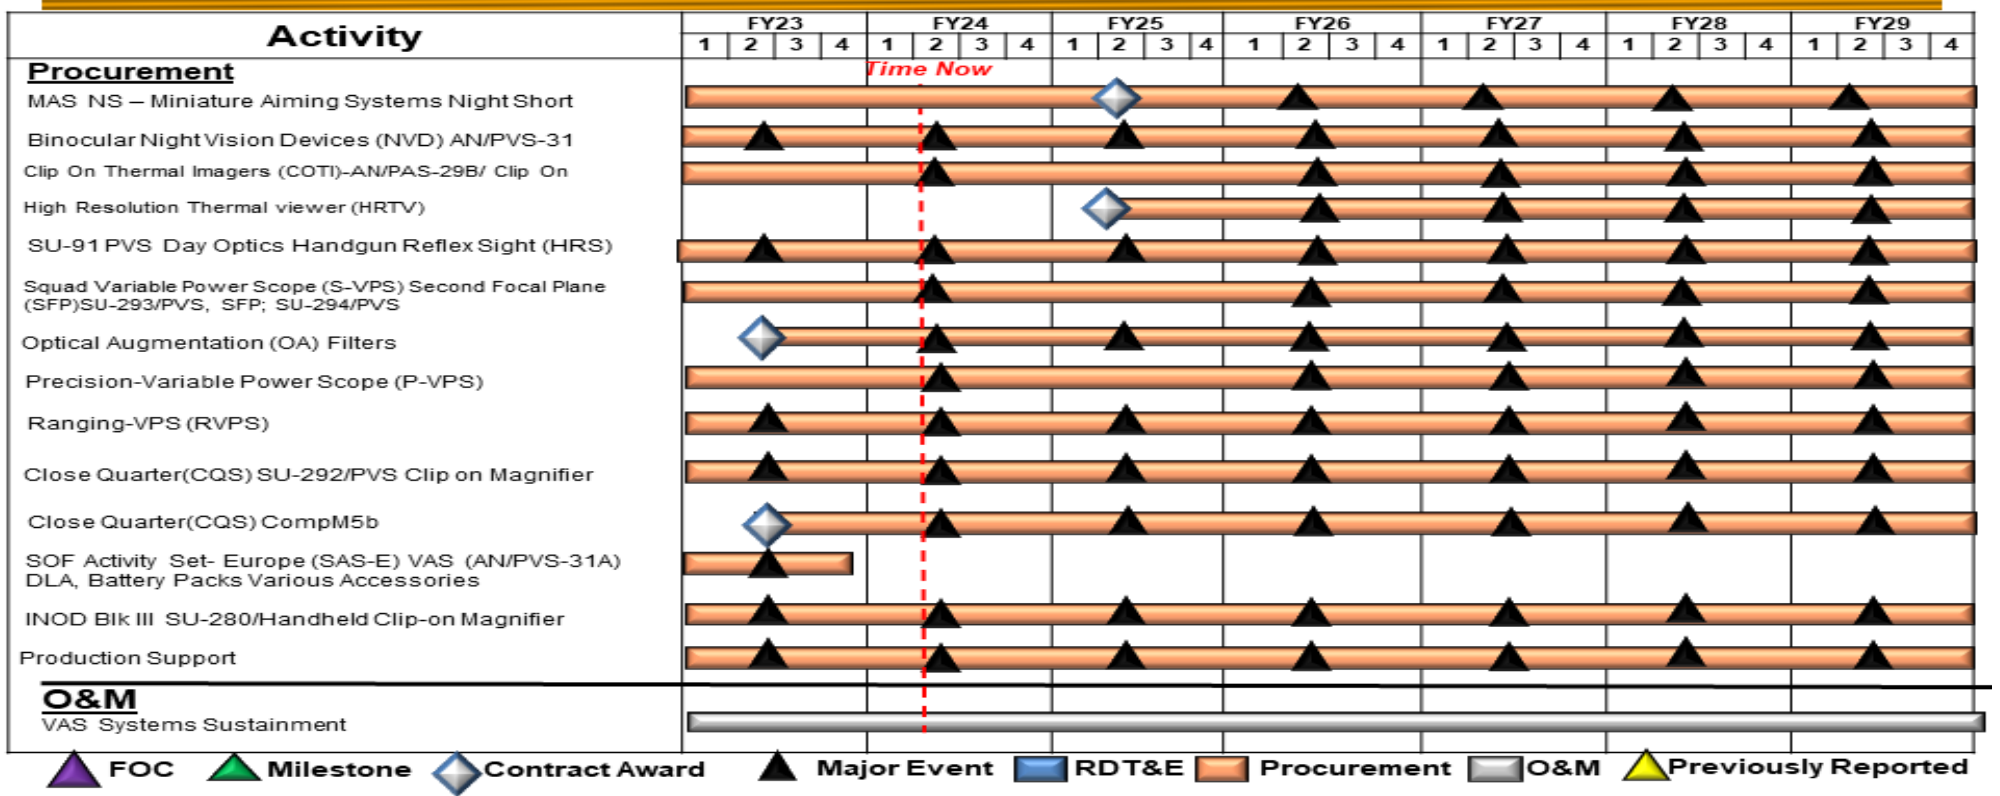 Activity
FY23 FY24 FY25 FY26 FY27 FY28 FY29
1 2 3 4 1 2 3 4 1 2 3 4 1 2 3 4 1 2 3 4 1 2 3 4 1 2 3 4
Procurement
Time Now
MAS NS – Miniature Aiming Systems Night Short
Binocular Night Vision Devices (NVD) AN/PVS-31
Clip On Thermal Imagers (COTI)-AN/PAS-29B/ Clip On
High Resolution Thermal viewer (HRTV)
SU-91 PVS Day Optics Handgun Reflex Sight (HRS)
Squad Variable Power Scope (S-VPS) Second Focal Plane
(SFP)SU-293/PVS, SFP; SU-294/PVS
Optical Augmentation (OA) Filters
Precision-Variable Power Scope (P-VPS)
Ranging-VPS (RVPS)
Close Quarter(CQS) SU-292/PVS Clip on Magnifier
Close Quarter(CQS) CompM5b
SOF Activity Set- Europe (SAS-E) VAS (AN/PVS-31A)
DLA, Battery Packs Various Accessories
INOD Blk III SU-280/Handheld Clip-on Magnifier
Production Support
O&M
VAS Systems Sustainment
FOC Milestone Contract Award Major Event RDT&E Procurement O&M Previously Reported